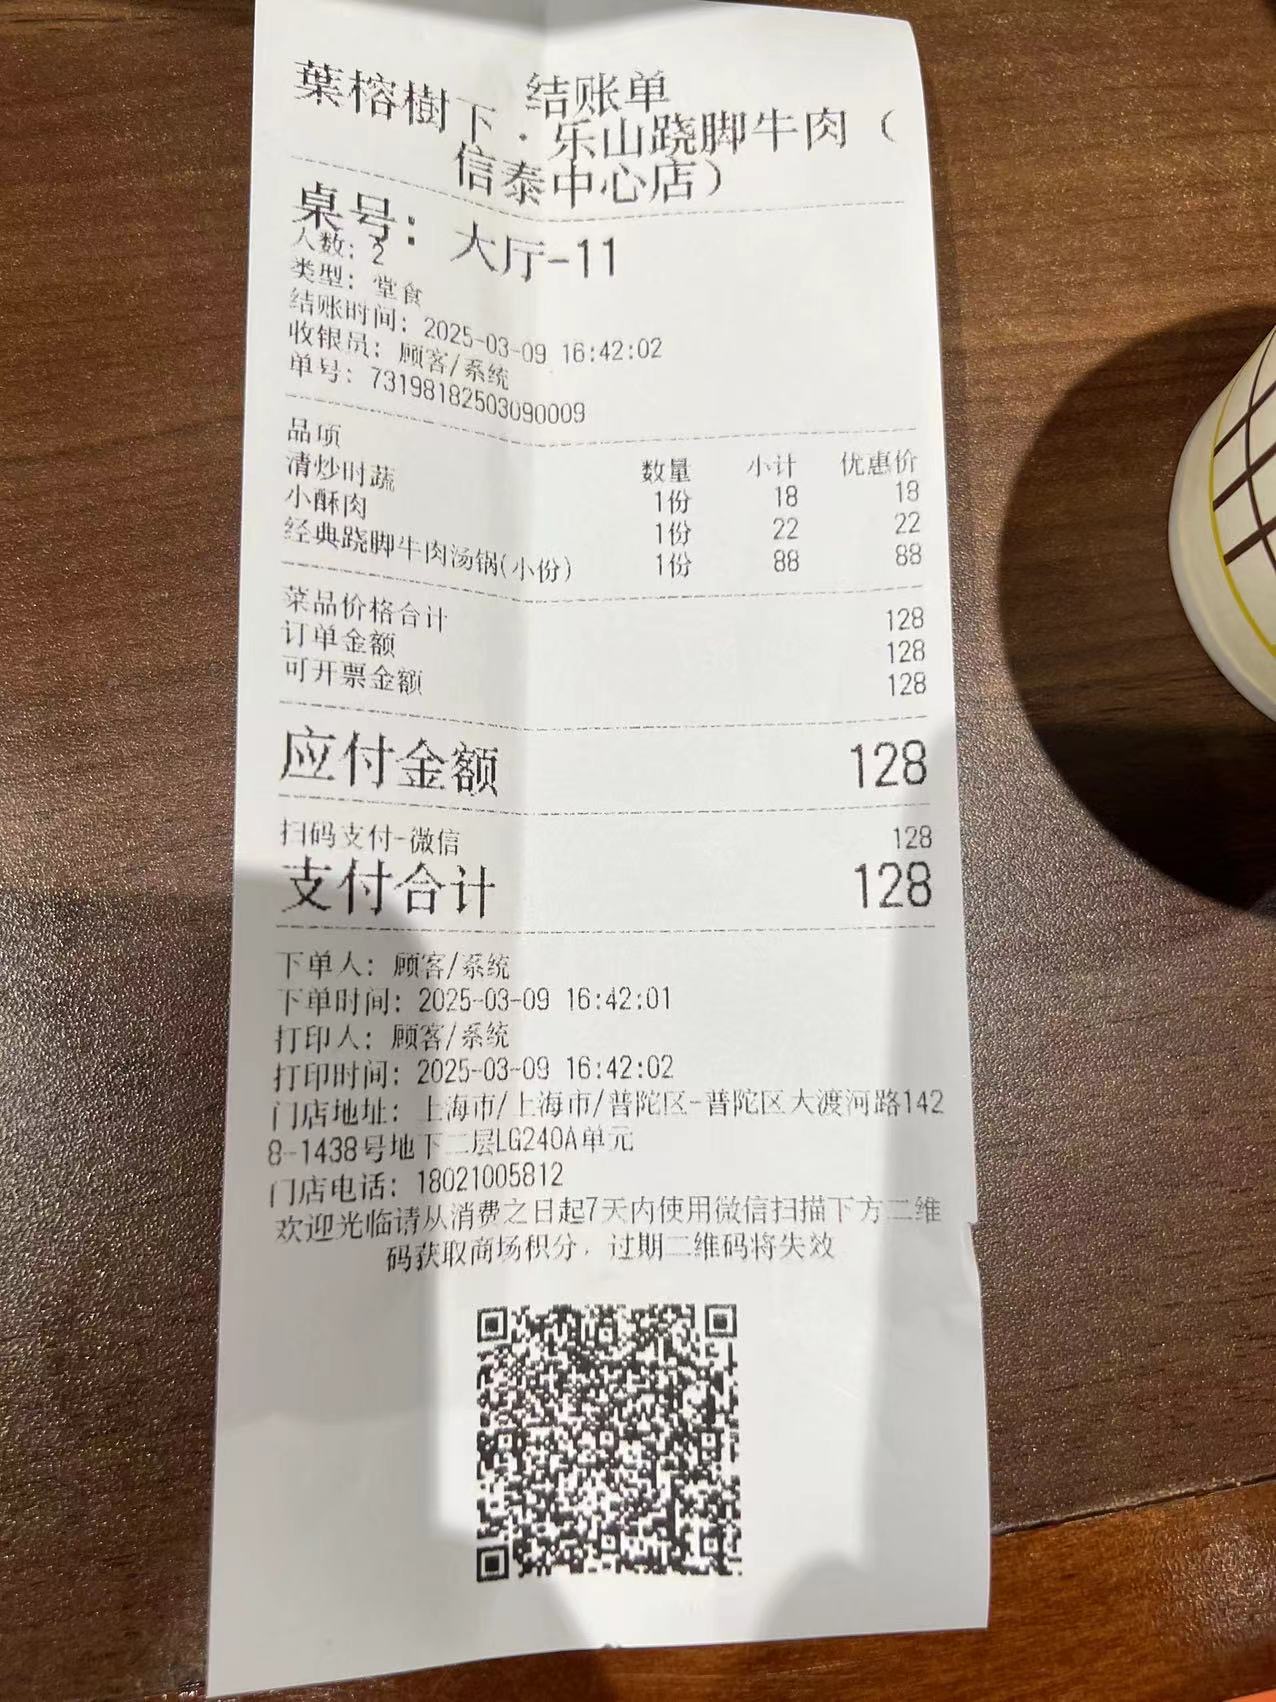 结账单
葉榕樹下·乐山跷脚牛肉（
信泰中心店）
桌号：大厅-11
人数：2
类型：堂食
结账时间：2025-03-09 16:42:02
收银员：顾客/系统
单号：73198182503090009
品项 数量 小计 优惠价
清炒时蔬 1份 18 18
小酥肉 1份 22 22
经典跷脚牛肉汤锅(小份) 1份 88 88
菜品价格合计 128
订单金额 128
可开票金额 128
应付金额 128
扫码支付-微信 128
支付合计 128
下单人：顾客/系统
下单时间：2025-03-09 16:42:01
打印人：顾客/系统
打印时间：2025-03-09 16:42:02
门店地址：上海市/上海市/普陀区-普陀区大渡河路142
8-1438号地下二层LG240A单元
门店电话：18021005812
欢迎光临请从消费之日起7天内使用微信扫描下方二维
码获取商场积分，过期二维码将失效